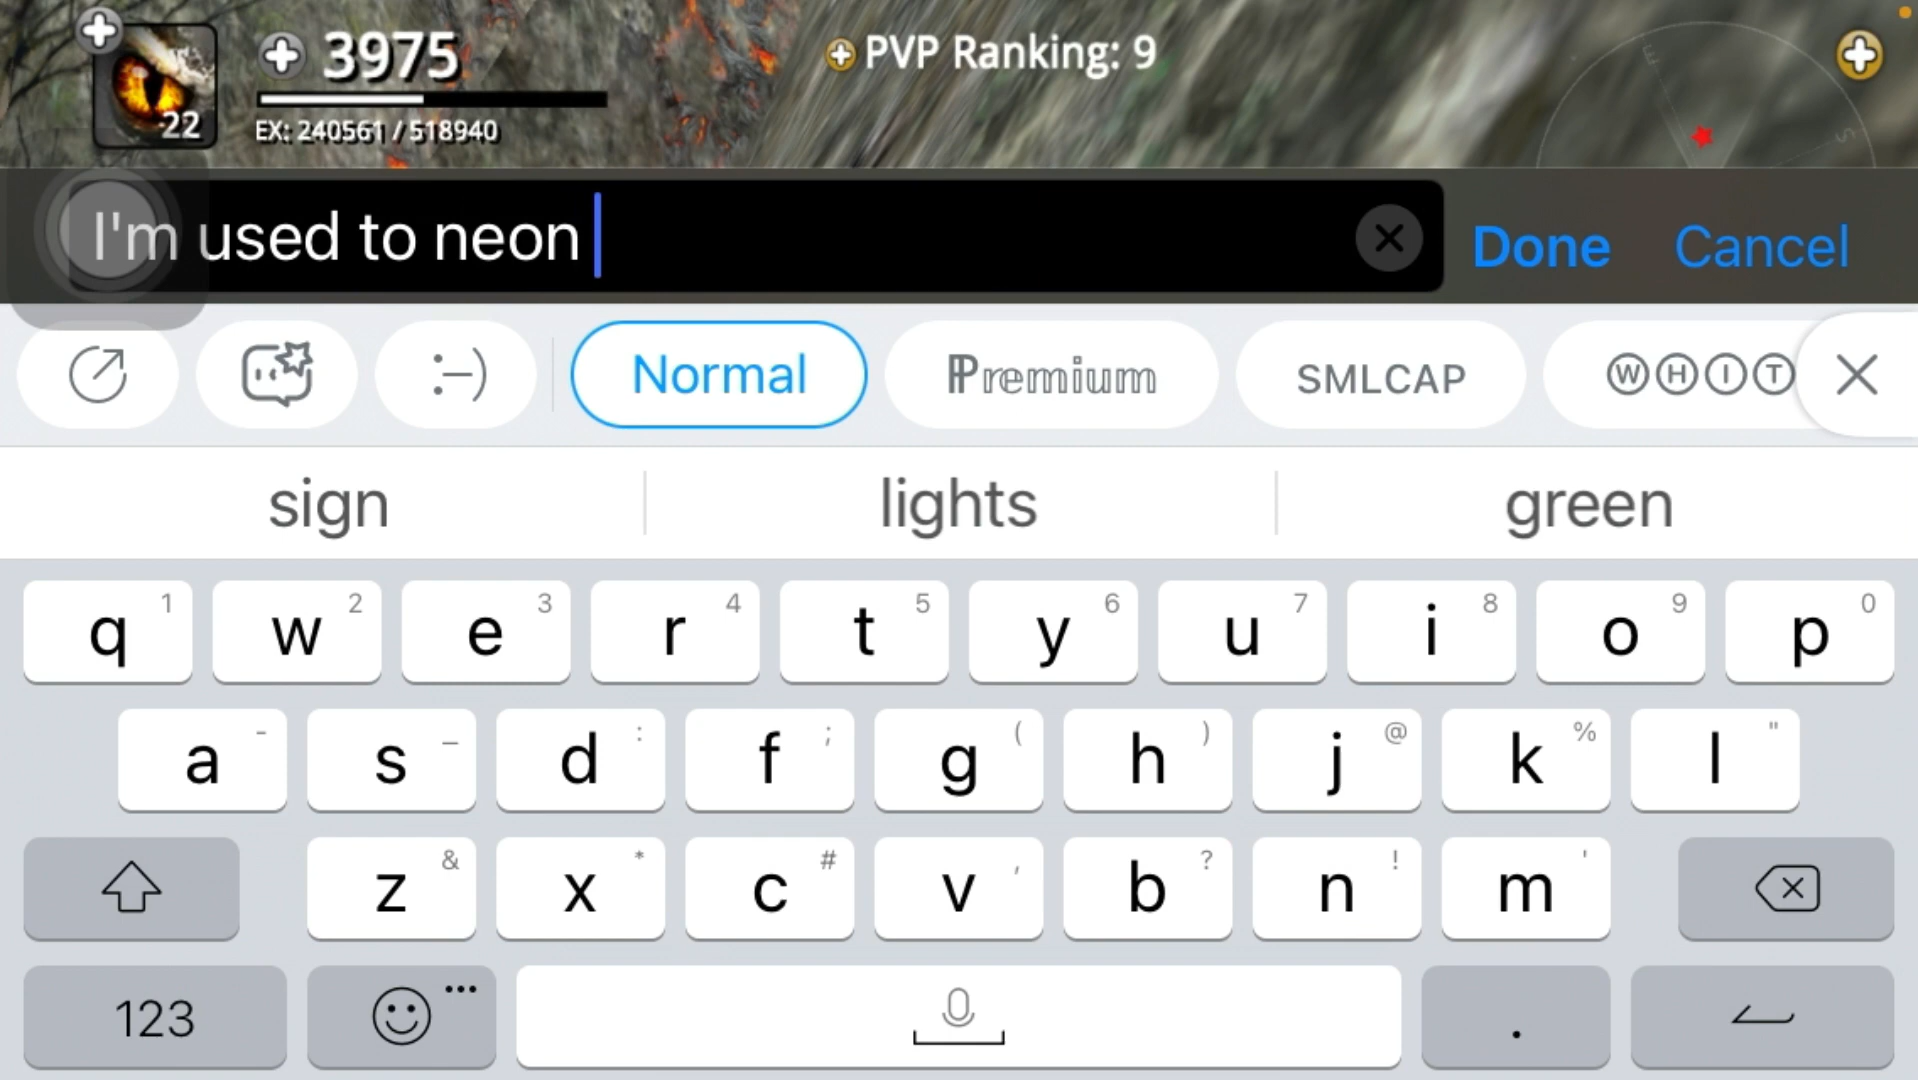 3975
PVP Ranking: 9
22
EX: 240561 / 518940
E
S
I'm used to neon
Done
Cancel
:-)
Normal
Premium
SMLCAP
WHIT
sign
lights
green
q 1 w 2 e 3 r 4 t 5 y 6 u 7 i 8 o 9 p 0
a - s _ d : f ; g ( h ) j @ k % l "
z & x * c # v , b ? n ! m '
123
.